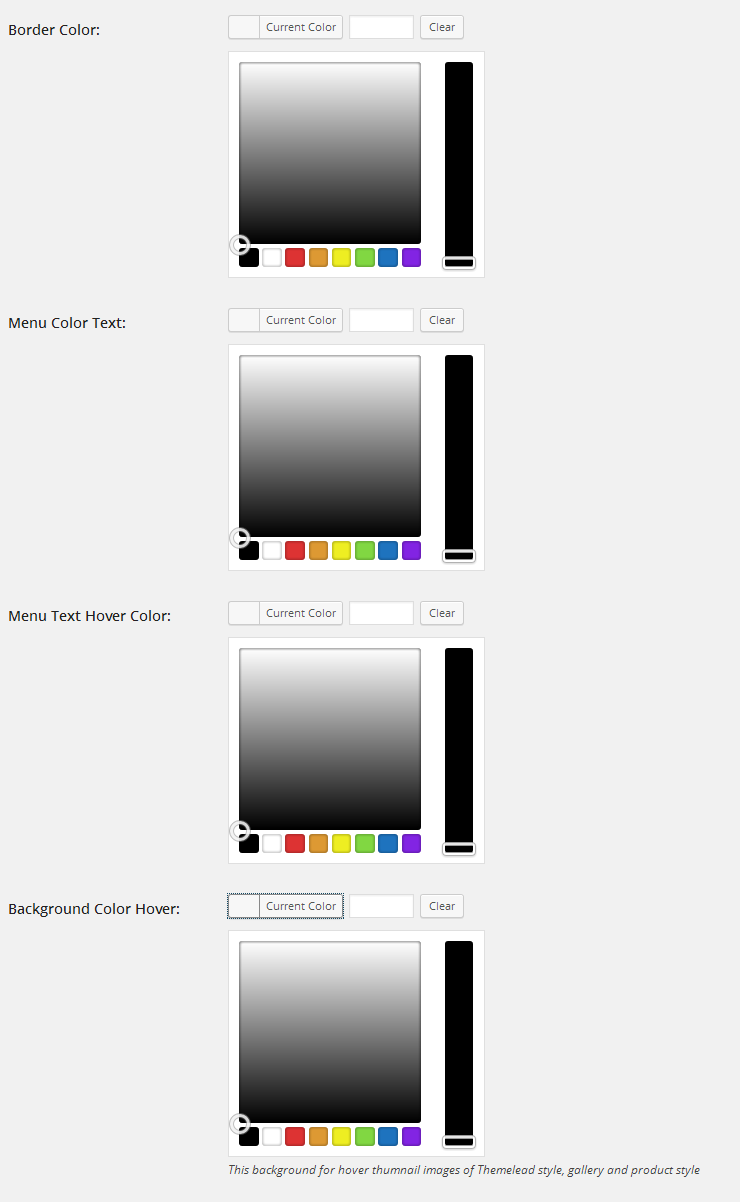 Border Color:
Current Color
Clear
Menu Color Text:
Current Color
Clear
Menu Text Hover Color:
Current Color
Clear
Background Color Hover:
Current Color
Clear
This background for hover thumnail images of Themelead style, gallery and product style